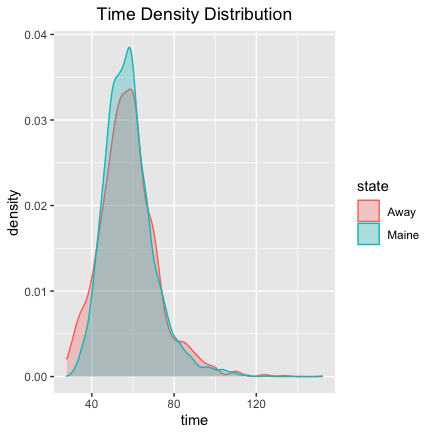 Time Density Distribution
0.04
0.03
0.02
0.01
0.00
density
40 80 120
time
state
Away
Maine